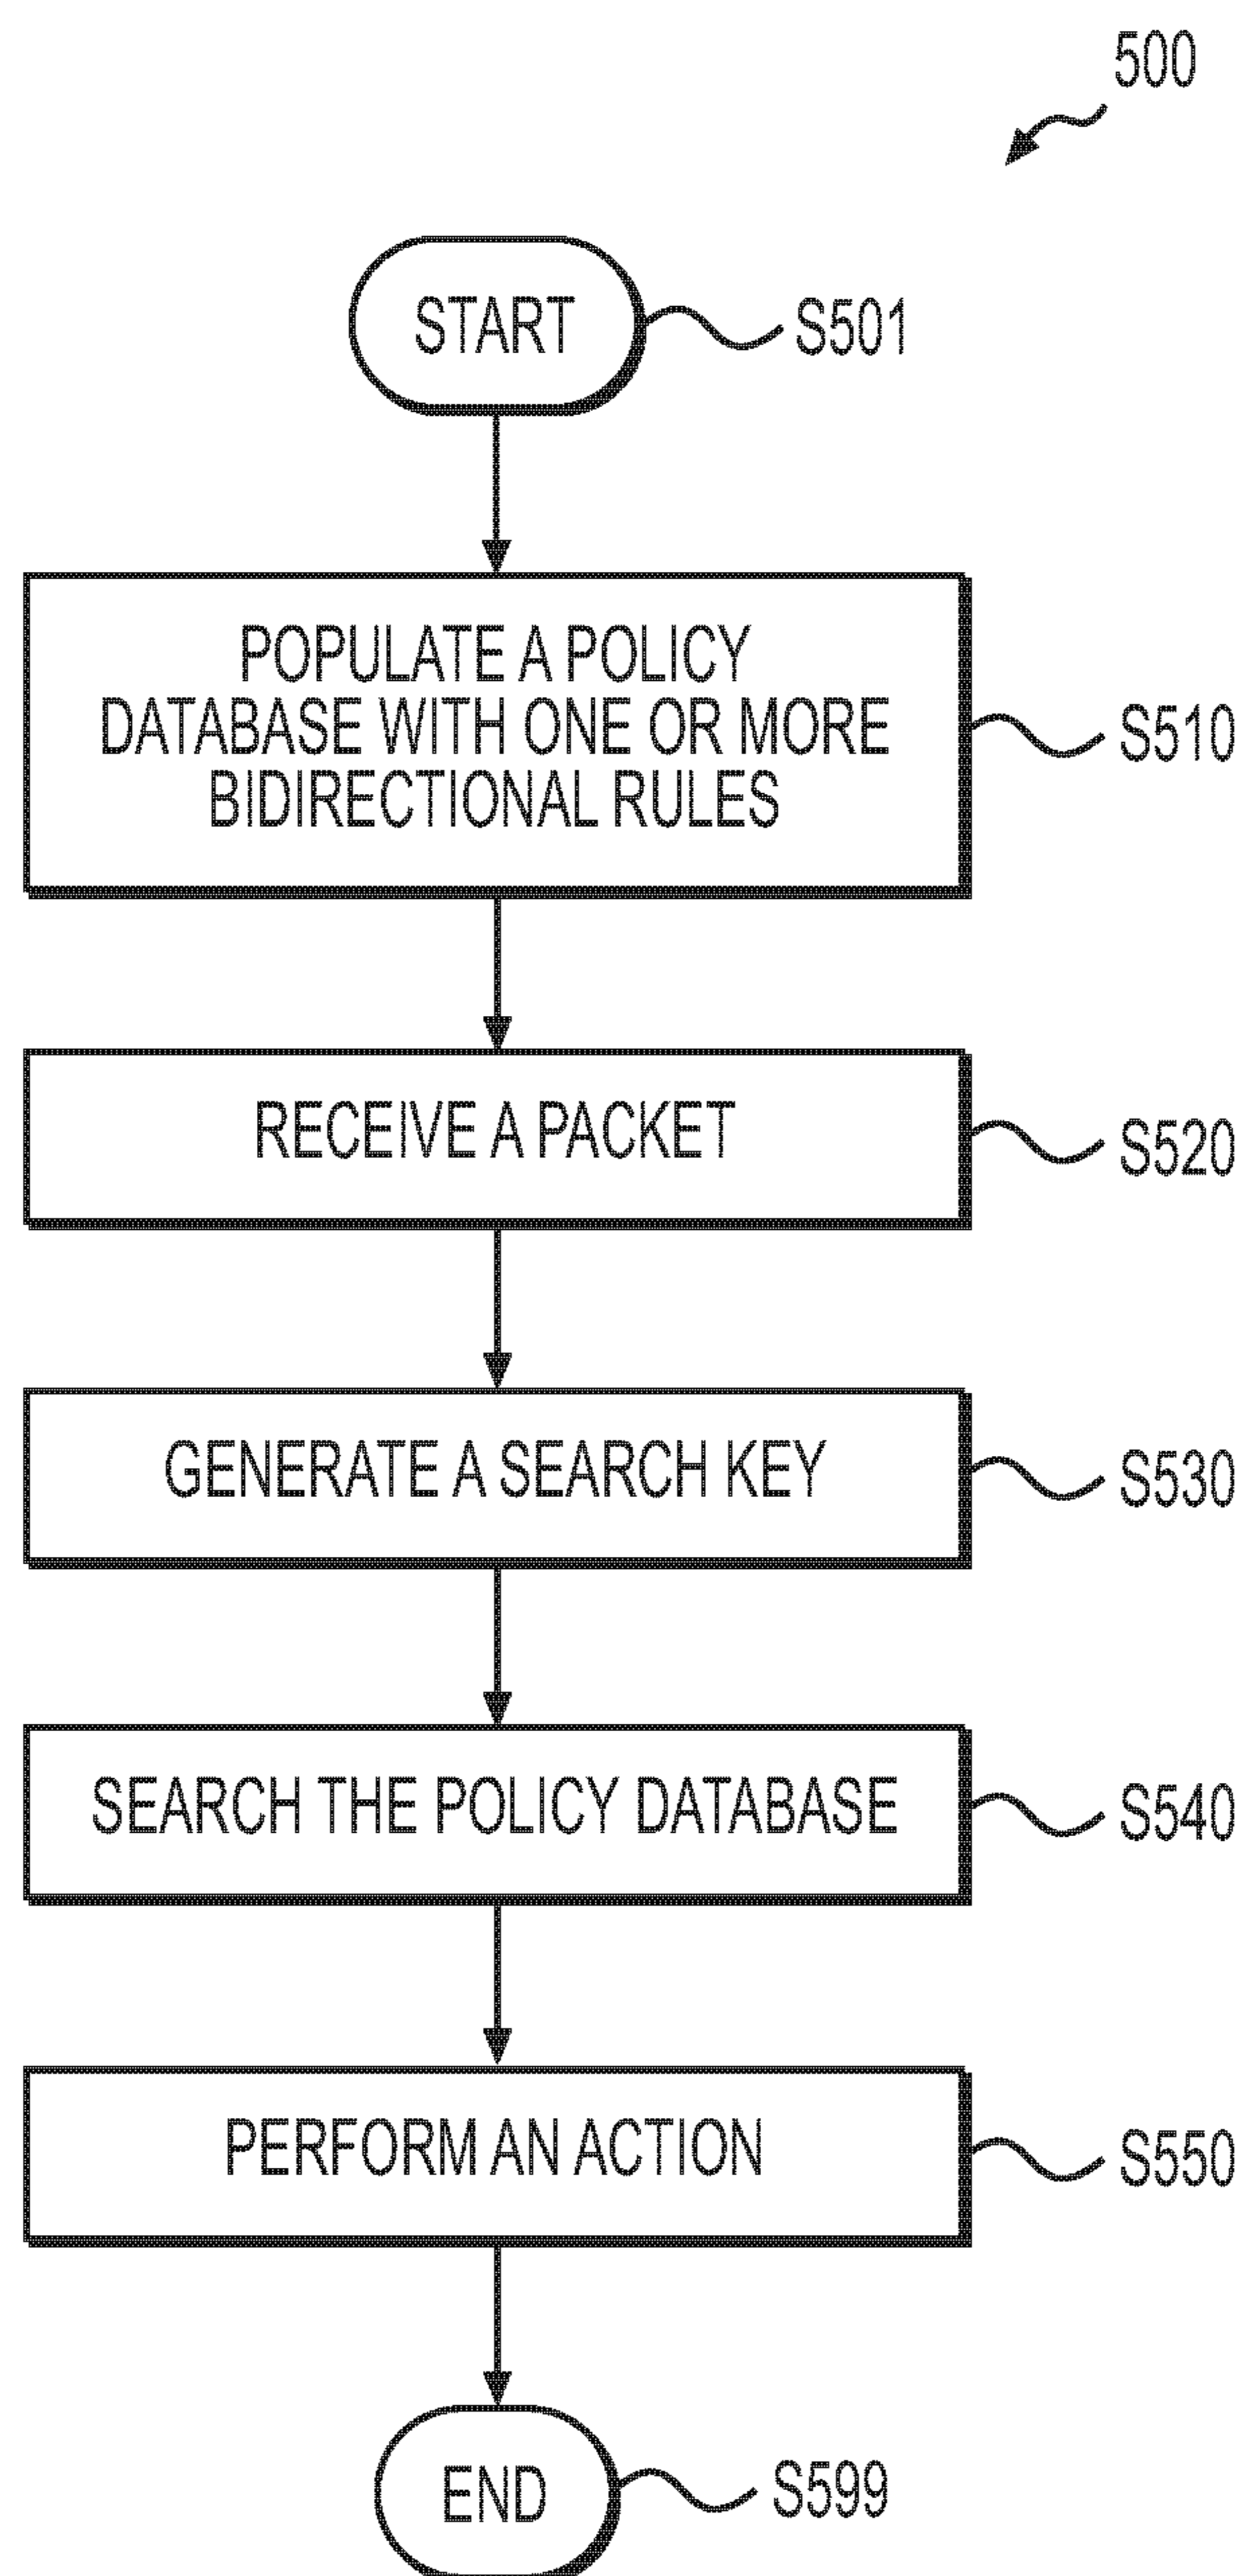 500
START
S501
POPULATE A POLICY
DATABASE WITH ONE OR MORE
BIDIRECTIONAL RULES
S510
RECEIVE A PACKET
S520
GENERATE A SEARCH KEY
S530
SEARCH THE POLICY DATABASE
S540
PERFORM AN ACTION
S550
END
S599